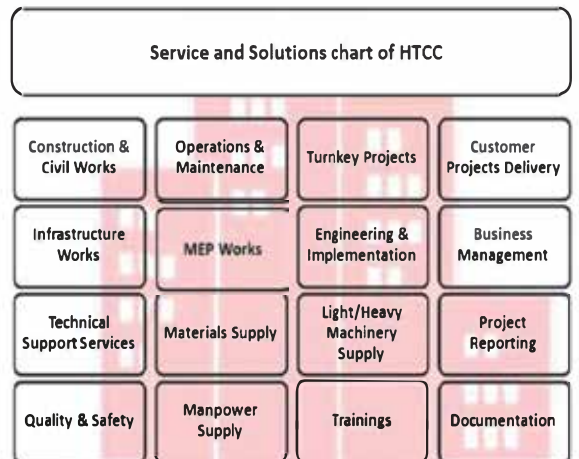 Service and Solutions chart of HTCC
Construction &
Civil Works
Operations &
Maintenance
Turnkey Projects
Customer
Projects Delivery
Infrastructure
Works
MEP Works
Engineering &
Implementation
Business
Management
Technical
Support Services
Materials Supply
Light/Heavy
Machinery
Supply
Project
Reporting
Quality & Safety
Manpower
Supply
Trainings
Documentation